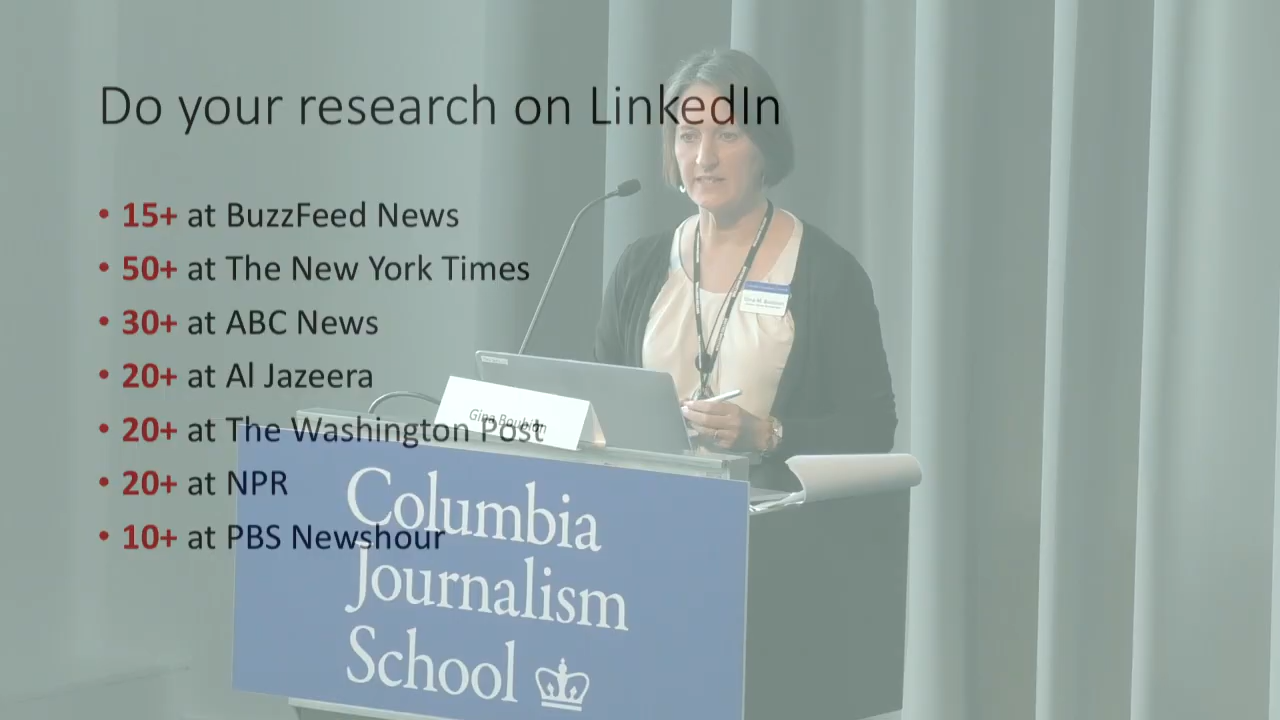 Do your research on LinkedIn
• 15+ at BuzzFeed News
• 50+ at The New York Times
• 30+ at ABC News
• 20+ at Al Jazeera
• 20+ at The Washington Post
• 20+ at NPR
• 10+ at PBS Newshour
Gina Boubion
Columbia
Journalism
School